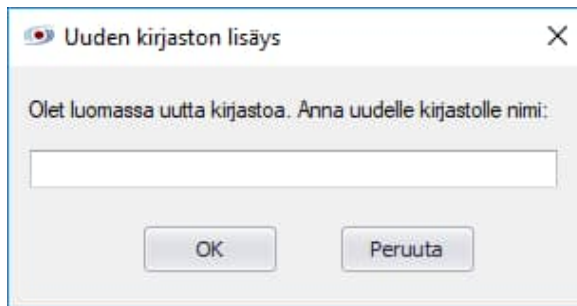 Uuden kirjaston lisäys
Olet luomassa uutta kirjastoa. Anna uudelle kirjastolle nimi:
OK
Peruuta